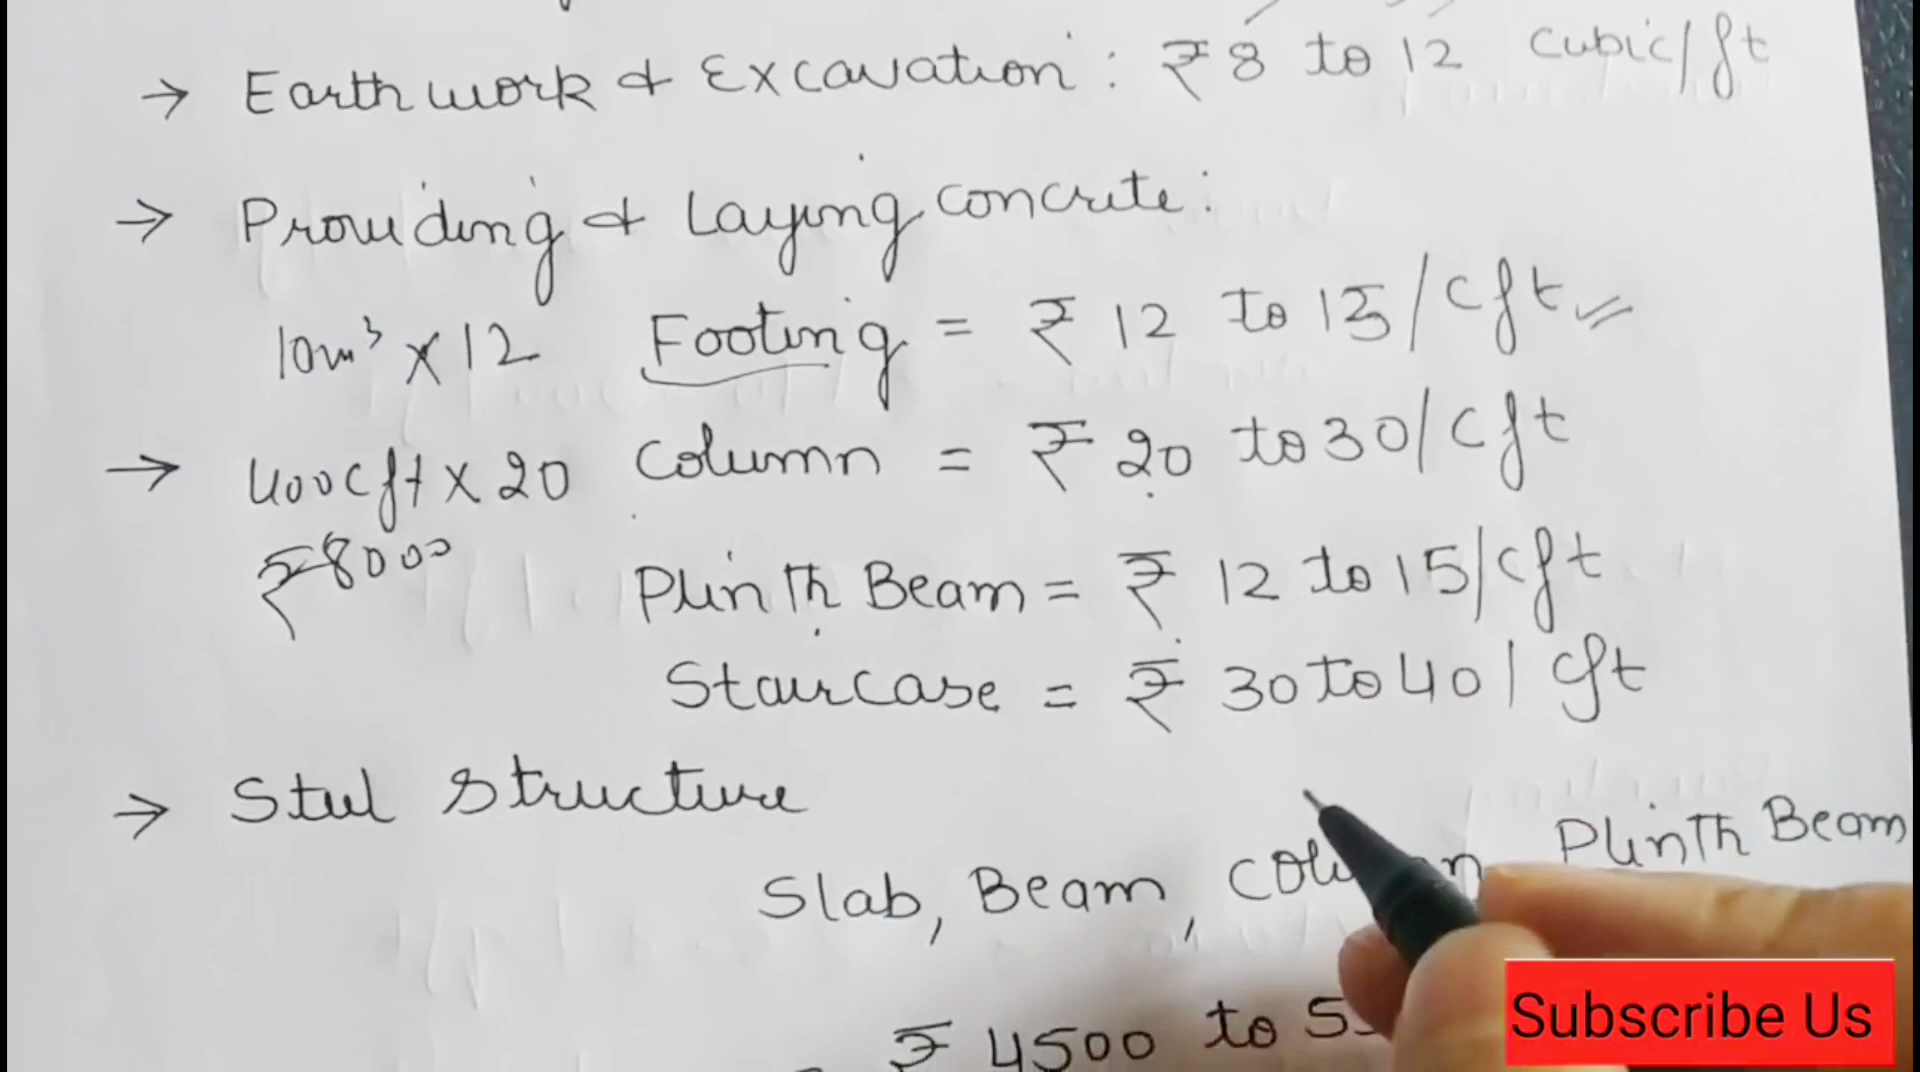 → Earth work & Excavation : ₹ 8 to 12 cubic/ft
→ Providing & Laying concrete :
10m³ x 12 Footing = ₹ 12 to 15/cft
→ 400cft x 20 column = ₹ 20 to 30/cft
₹8000
Plinth Beam = ₹ 12 to 15/cft
Staircase = ₹ 30 to 40/cft
→ Steel structure
Slab, Beam, Plinth Beam
₹ 4500 to
Subscribe Us